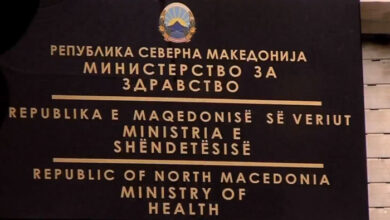 РЕПУБЛИКА СЕВЕРНА МАКЕДОНИЈА
МИНИСТЕРСТВО ЗА
ЗДРАВСТВО
REPUBLIKA E MAQEDONISË SË VERIUT
MINISTRIA E
SHËNDETËSISË
REPUBLIC OF NORTH MACEDONIA
MINISTRY OF
HEALTH